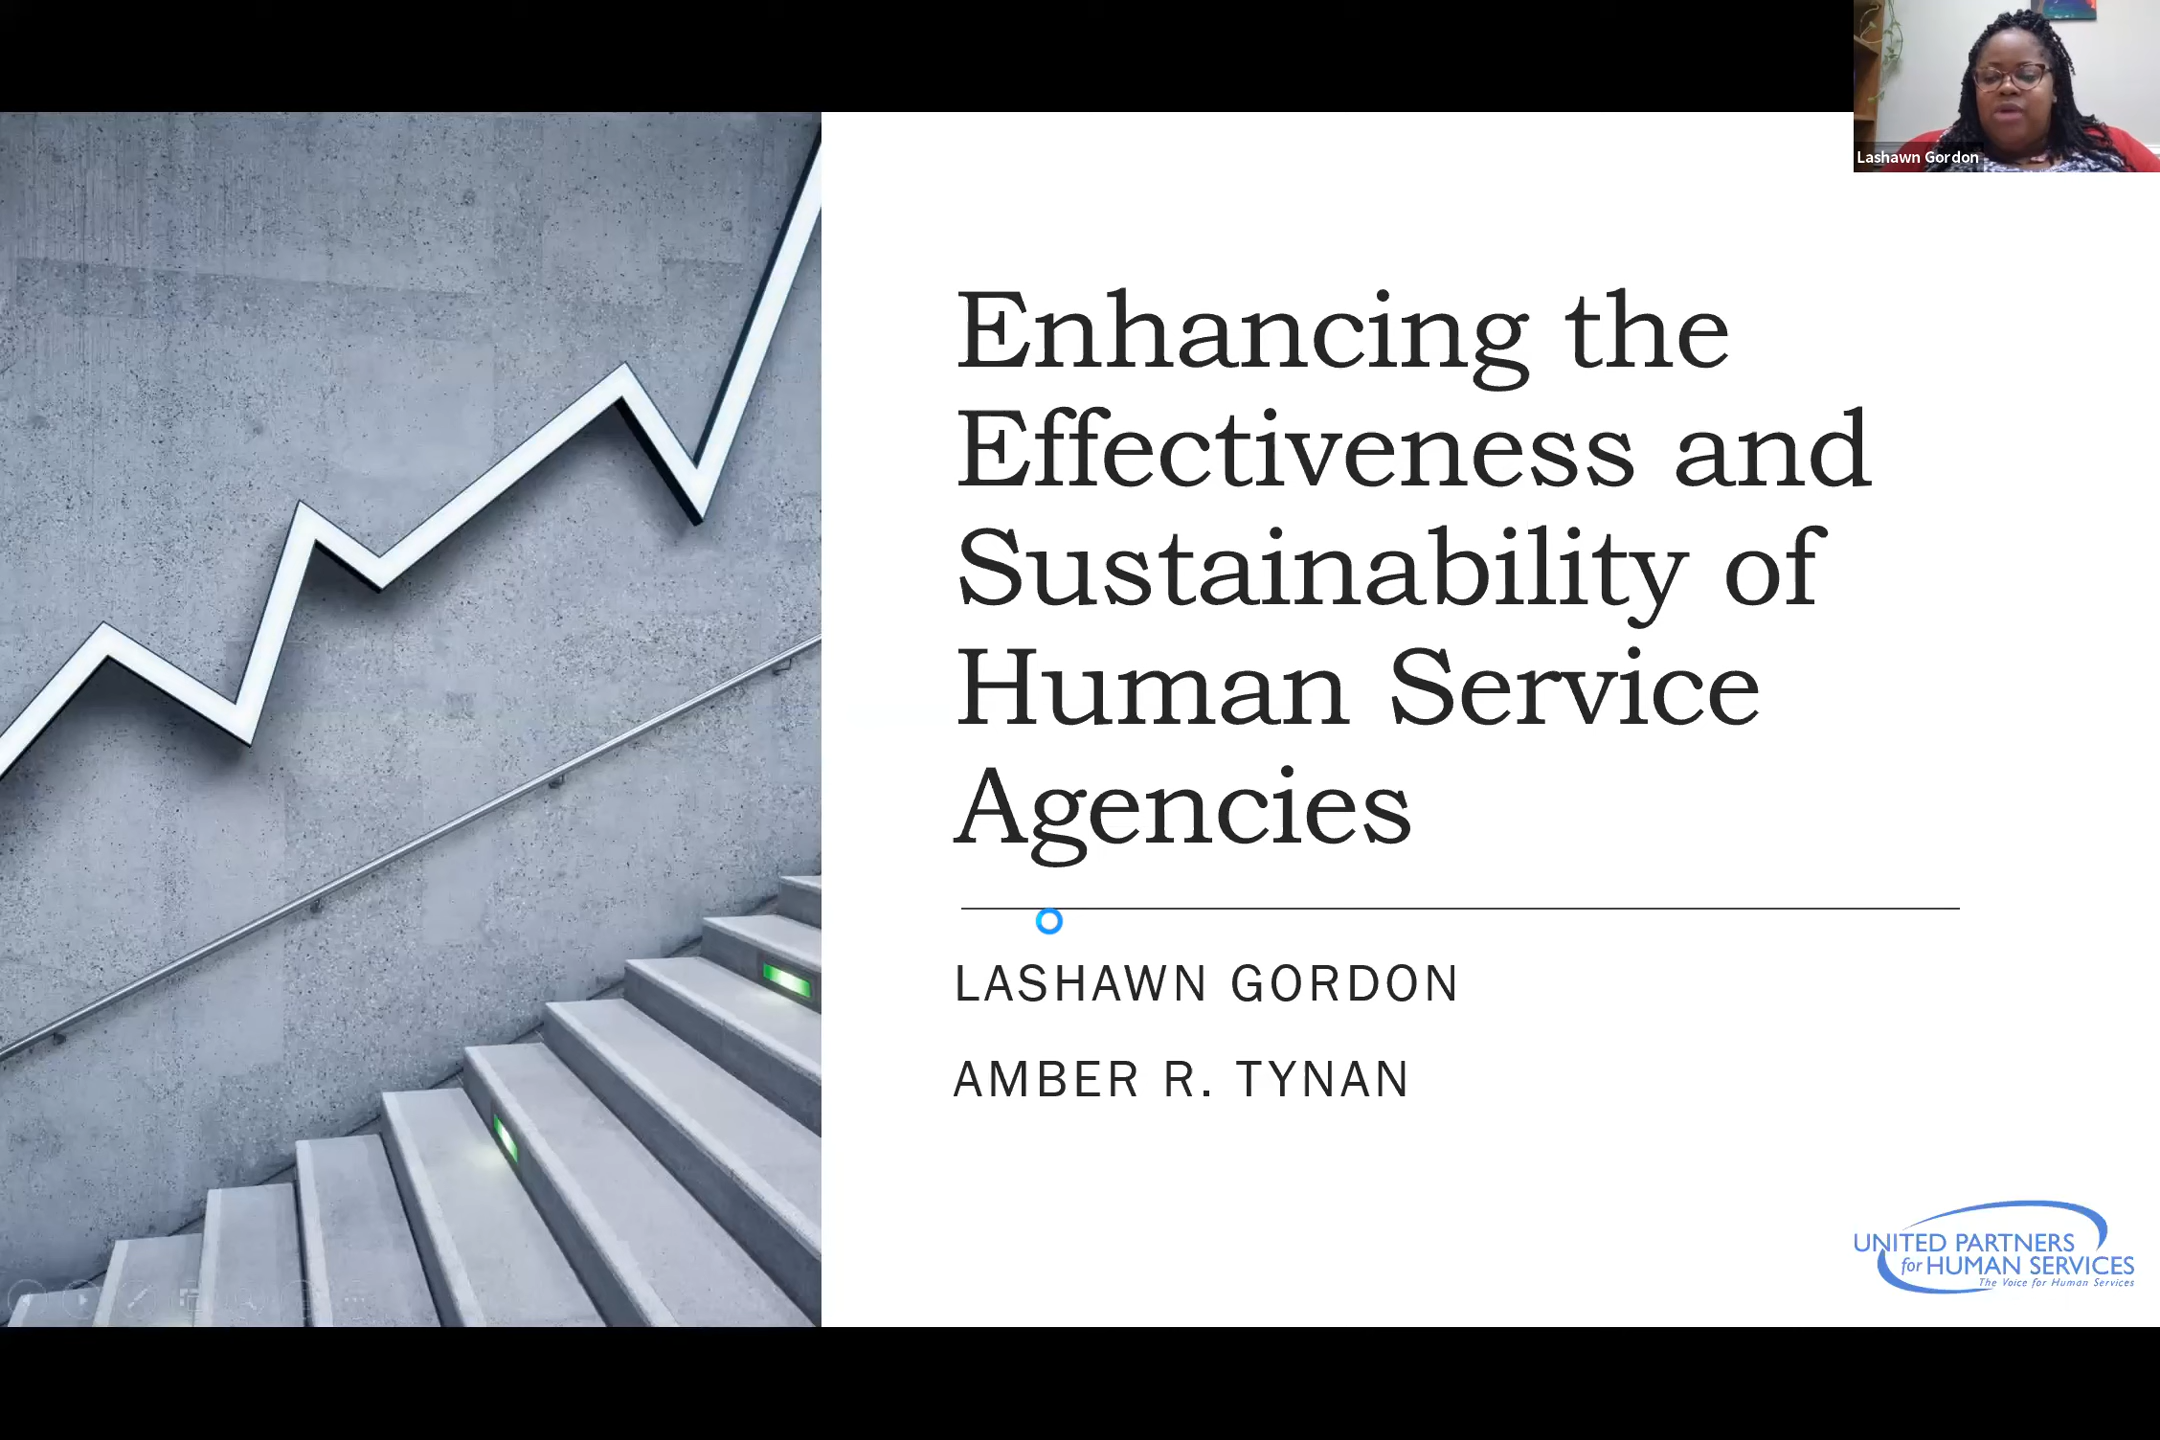 Lashawn Gordon
Enhancing the
Effectiveness and
Sustainability of
Human Service
Agencies
LASHAWN GORDON
AMBER R. TYNAN
UNITED PARTNERS
for HUMAN SERVICES
The Voice for Human Services